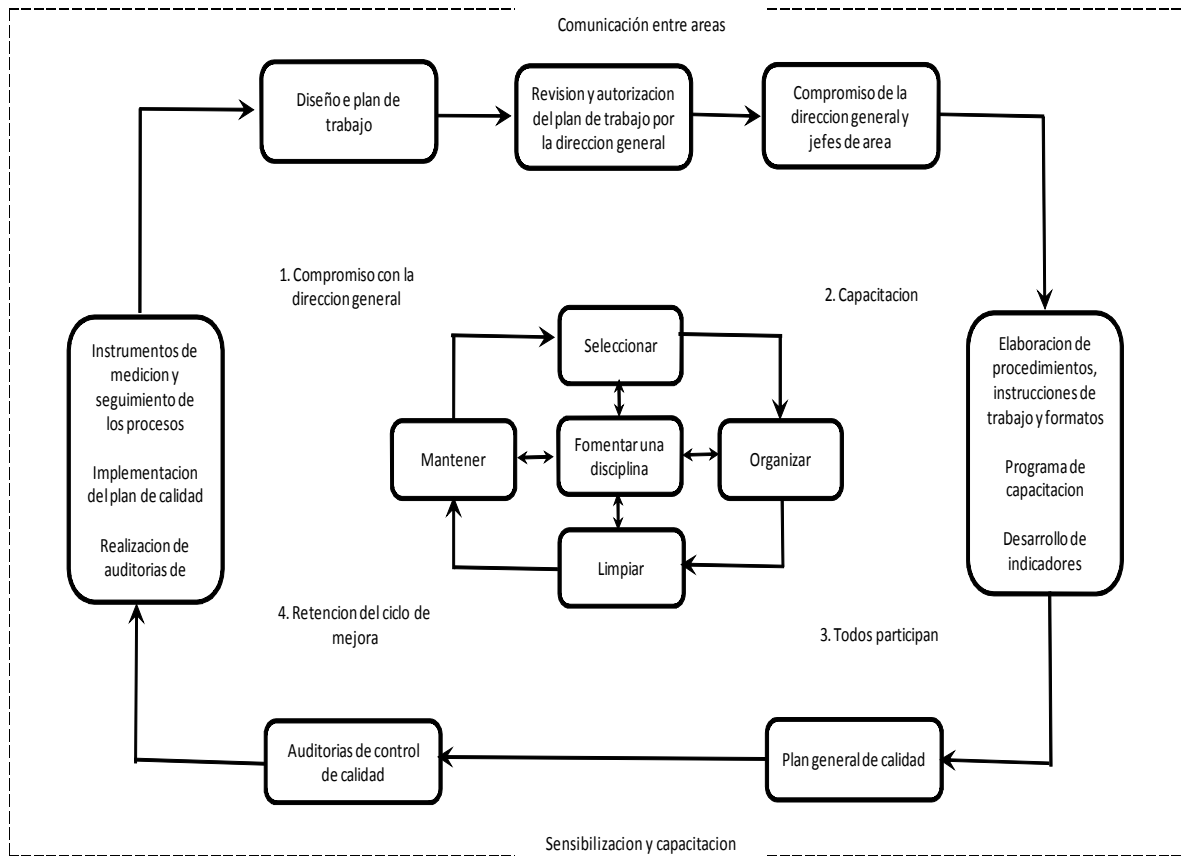 Comunicación entre areas
Diseño e plan de
trabajo
Revision y autorizacion
del plan de trabajo por
la direccion general
Compromiso de la
direccion general y
jefes de area
1. Compromiso con la
direccion general
2. Capacitacion
Instrumentos de
medicion y
seguimiento de
los procesos
Implementacion
del plan de calidad
Realizacion de
auditorias de
Seleccionar
Mantener
Fomentar una
disciplina
Organizar
Limpiar
Elaboracion de
procedimientos,
instrucciones de
trabajo y formatos
Programa de
capacitacion
Desarrollo de
indicadores
4. Retencion del ciclo de
mejora
3. Todos participan
Auditorias de control
de calidad
Plan general de calidad
Sensibilizacion y capacitacion